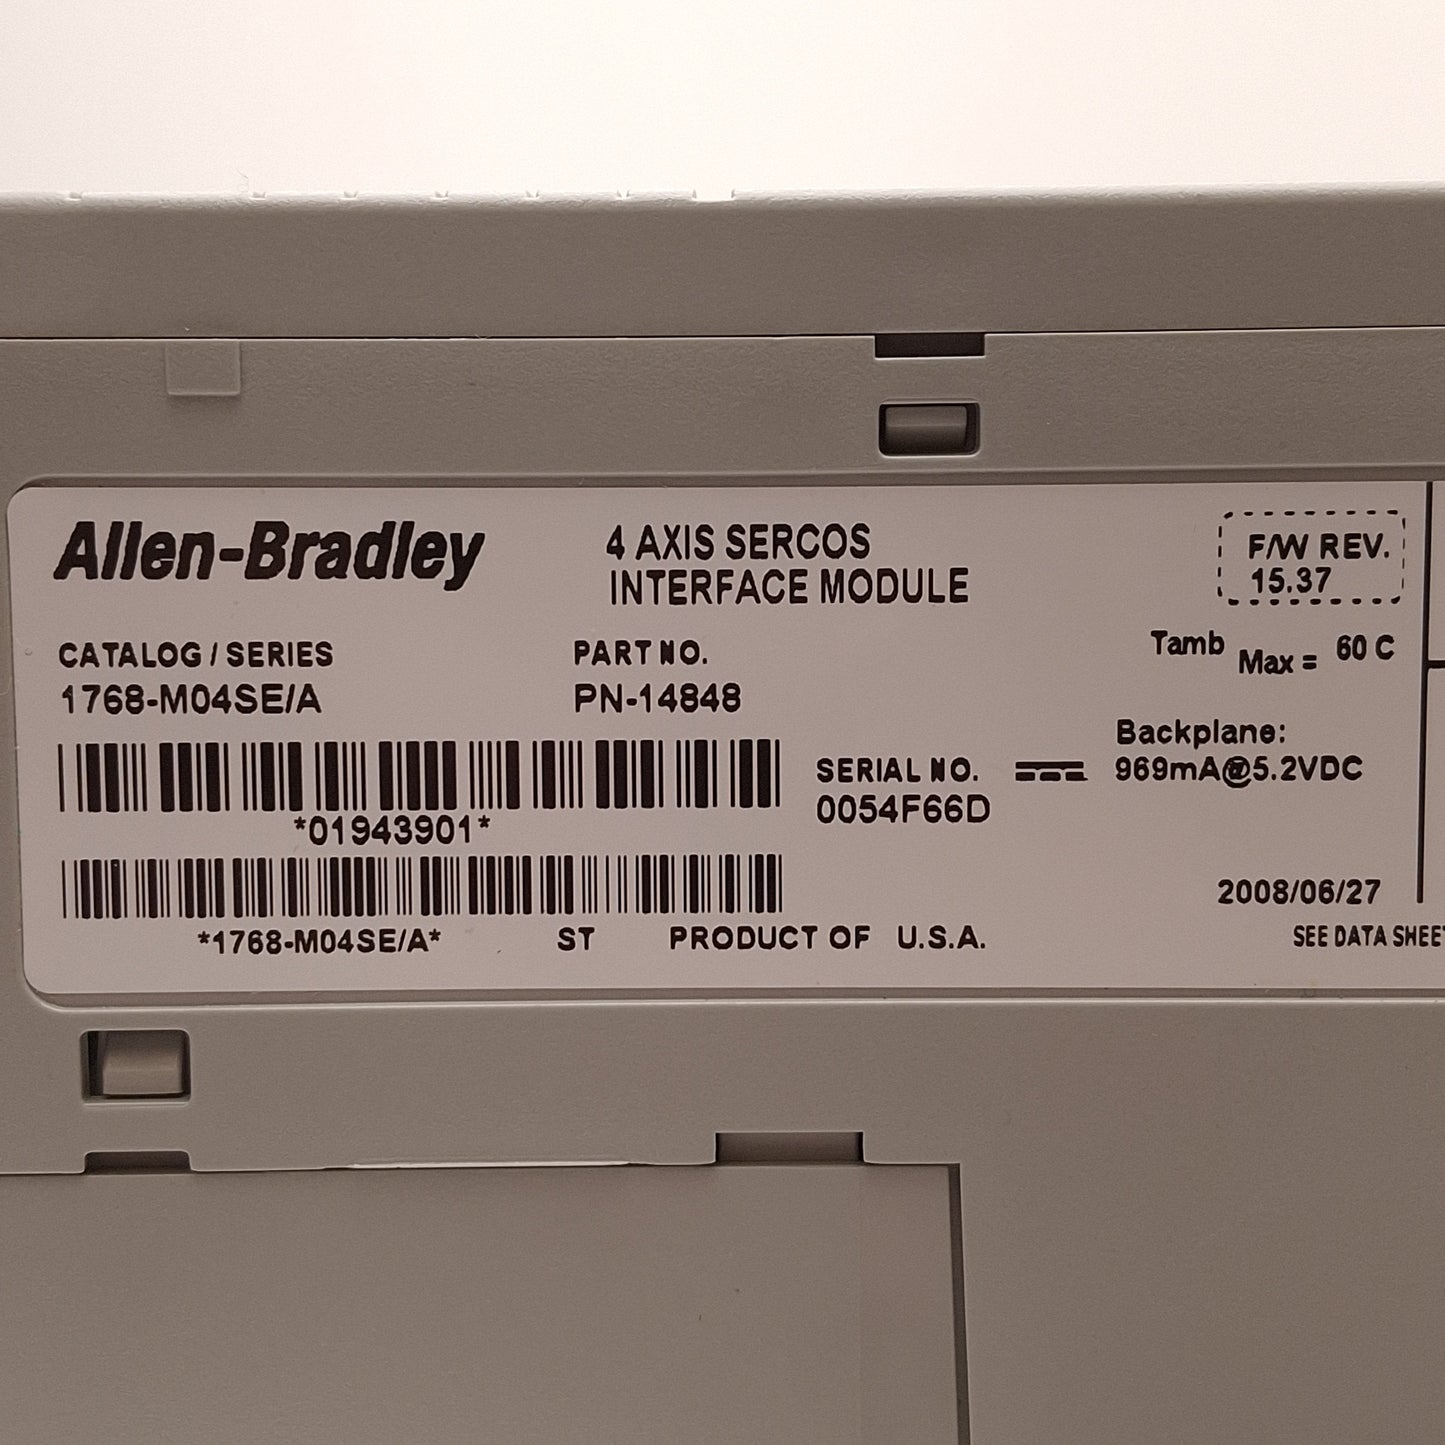 Allen-Bradley
4 AXIS SERCOS
INTERFACE MODULE
F/W REV.
15.37
CATALOG / SERIES
1768-M04SE/A
PART NO.
PN-14848
Tamb Max = 60 C
*01943901*
SERIAL NO.
0054F66D
Backplane:
969mA@5.2VDC
*1768-M04SE/A*
ST
PRODUCT OF U.S.A.
2008/06/27
SEE DATA SHEET